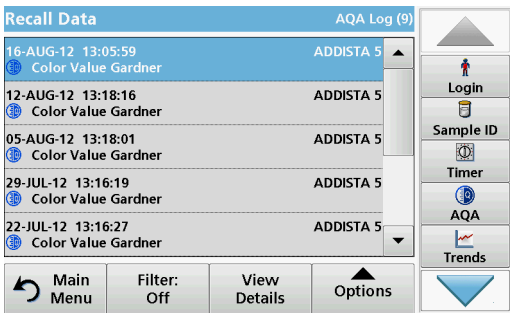 Recall Data AQA Log (9)
16-AUG-12 13:05:59 ADDISTA 5
Color Value Gardner
12-AUG-12 13:18:16 ADDISTA 5
Color Value Gardner
05-AUG-12 13:18:01 ADDISTA 5
Color Value Gardner
29-JUL-12 13:16:19 ADDISTA 5
Color Value Gardner
22-JUL-12 13:16:27 ADDISTA 5
Color Value Gardner
Main Menu
Filter: Off
View Details
Options
Login
Sample ID
Timer
AQA
Trends